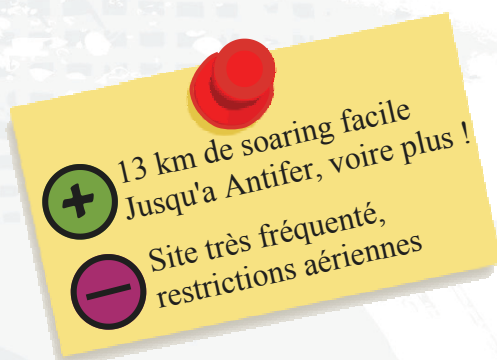 13 km de soaring facile
Jusqu'a Antifer, voire plus !
Site très fréquenté,
restrictions aériennes